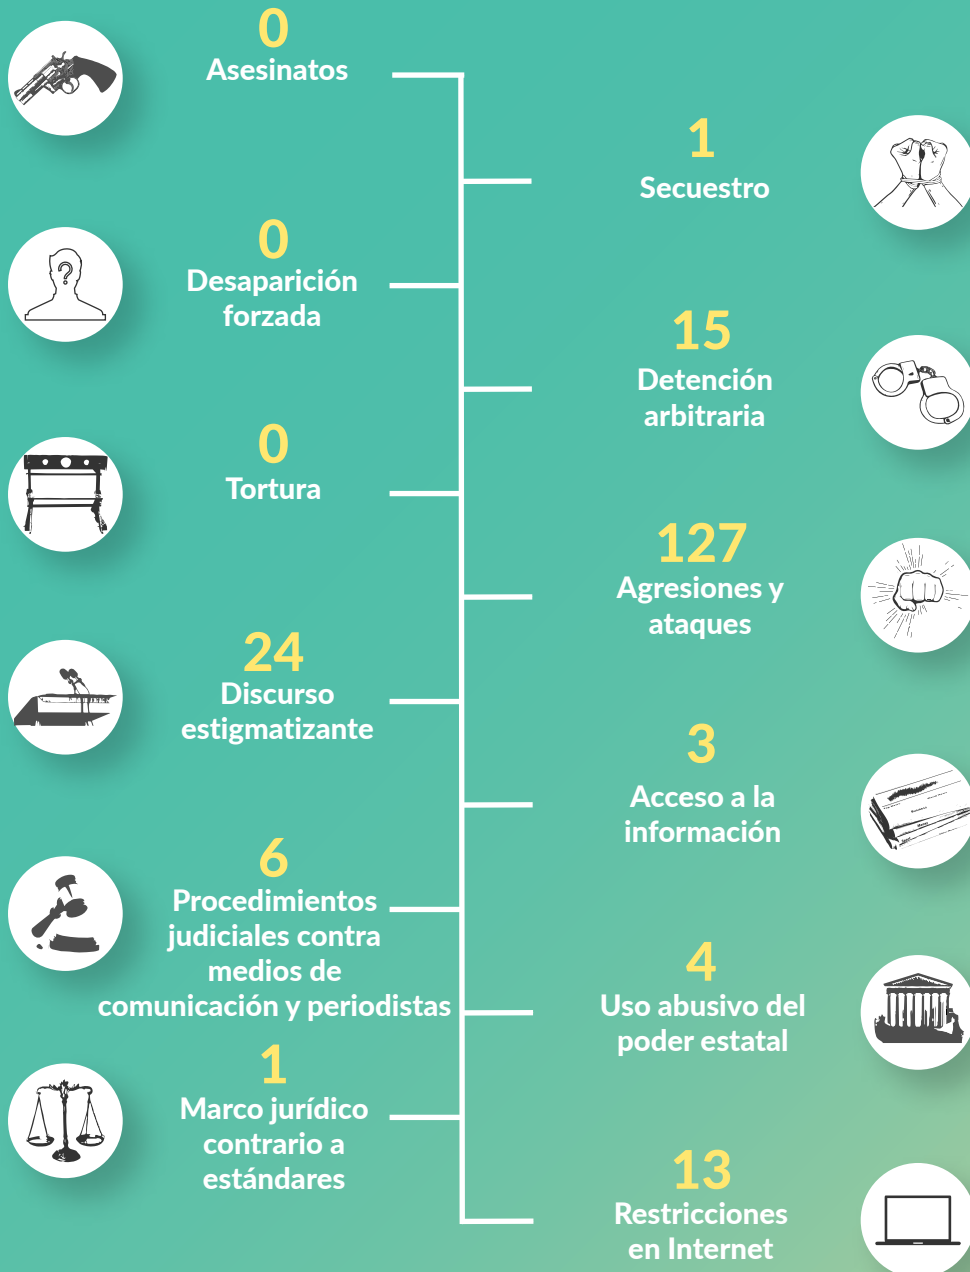 0
Asesinatos
1
Secuestro
0
Desaparición
forzada
15
Detención
arbitraria
0
Tortura
127
Agresiones y
ataques
24
Discurso
estigmatizante
3
Acceso a la
información
6
Procedimientos
judiciales contra
medios de
comunicación y periodistas
4
Uso abusivo del
poder estatal
1
Marco jurídico
contrario a
estándares
13
Restricciones
en Internet